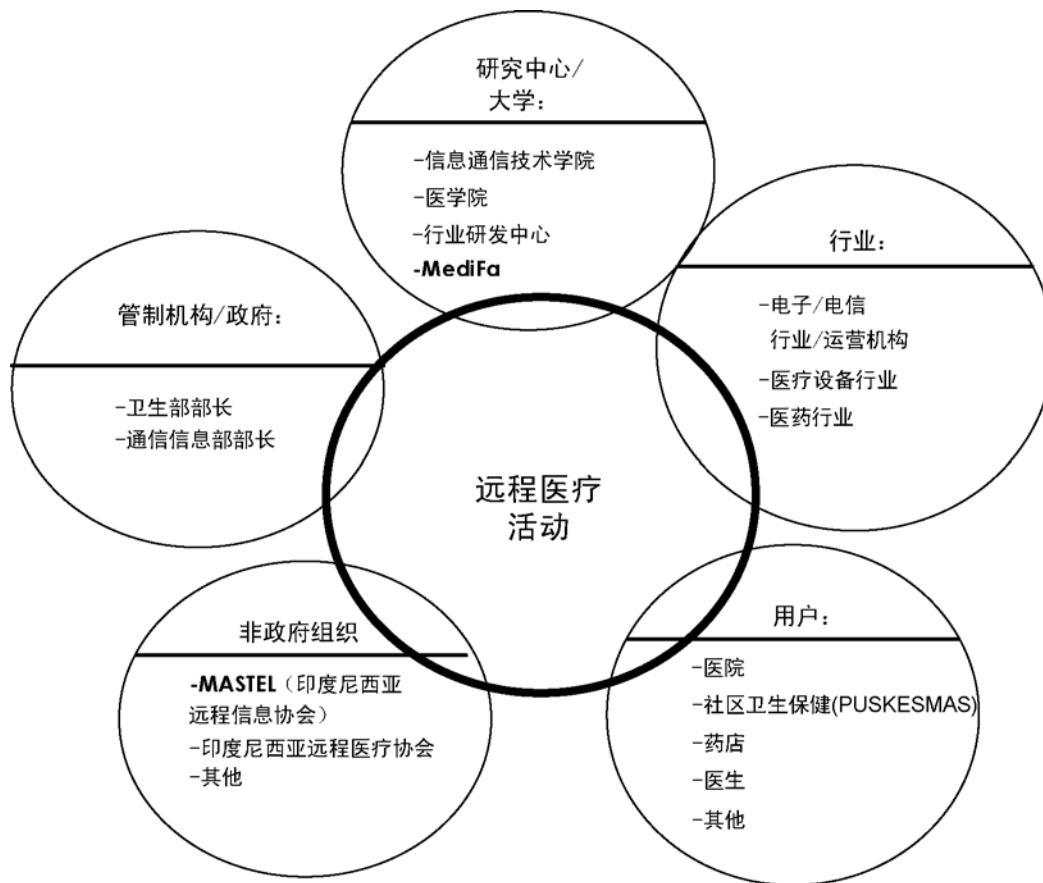 研究中心/
大学：
-信息通信技术学院
-医学院
-行业研发中心
-MediFa
行业：
-电子/电信
行业/运营机构
-医疗设备行业
-医药行业
管制机构/政府：
-卫生部部长
-通信信息部部长
远程医疗
活动
非政府组织
-MASTEL（印度尼西亚
远程信息协会）
-印度尼西亚远程医疗协会
-其他
用户：
-医院
-社区卫生保健(PUSKESMAS)
-药店
-医生
-其他